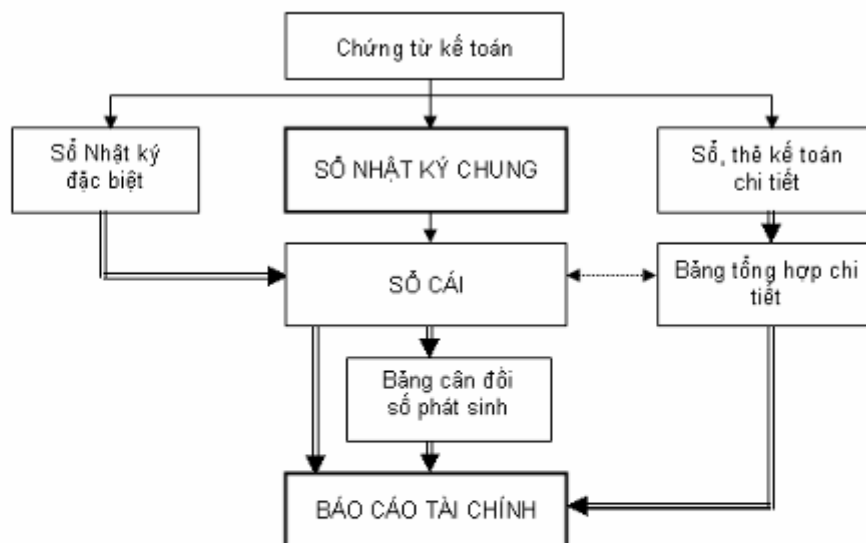 Chứng từ kế toán
Sổ Nhật ký
đặc biệt
SỔ NHẬT KÝ CHUNG
Sổ, thẻ kế toán
chi tiết
SỔ CÁI
Bảng tổng hợp chi
tiết
Bảng cân đối
số phát sinh
BÁO CÁO TÀI CHÍNH